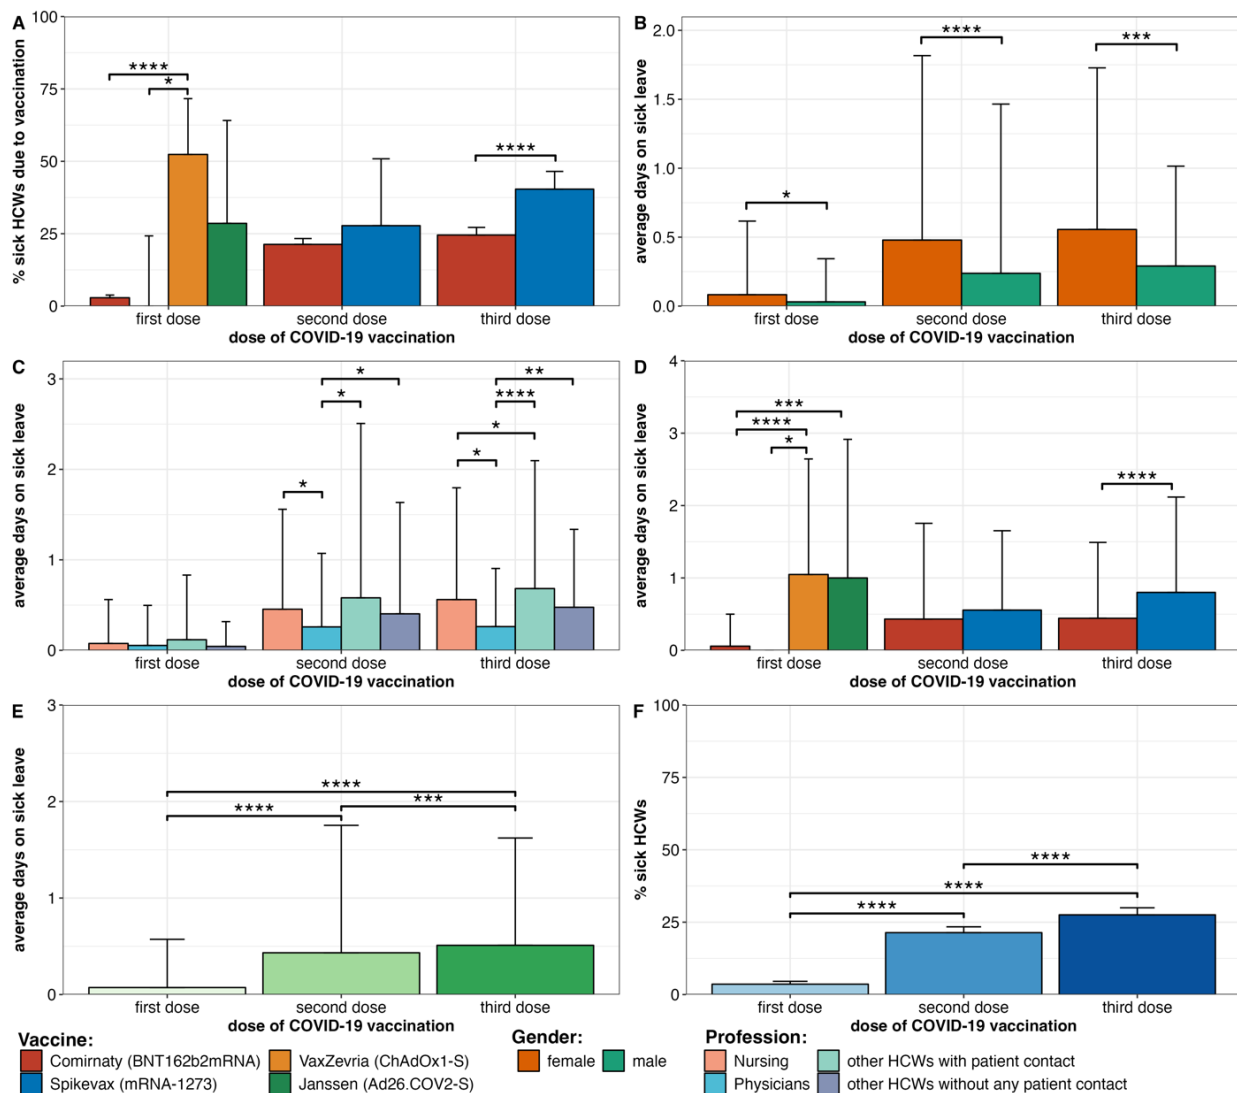 A
% sick HCWs due to vaccination
100
75
50
25
0
****
*
****
first dose
second dose
third dose
dose of COVID-19 vaccination
B
average days on sick leave
2.0
1.5
1.0
0.5
0.0
*
****
***
first dose
second dose
third dose
dose of COVID-19 vaccination
C
average days on sick leave
3
2
1
0
*
*
*
**
****
*
*
first dose
second dose
third dose
dose of COVID-19 vaccination
D
average days on sick leave
4
3
2
1
0
***
****
*
****
first dose
second dose
third dose
dose of COVID-19 vaccination
E
average days on sick leave
3
2
1
0
****
****
***
first dose
second dose
third dose
dose of COVID-19 vaccination
F
% sick HCWs
100
75
50
25
0
****
****
****
first dose
second dose
third dose
dose of COVID-19 vaccination
Vaccine:
Comirnaty (BNT162b2mRNA)
VaxZevria (ChAdOx1-S)
Spikevax (mRNA-1273)
Janssen (Ad26.COV2-S)
Gender:
female
male
Profession:
Nursing
other HCWs with patient contact
Physicians
other HCWs without any patient contact